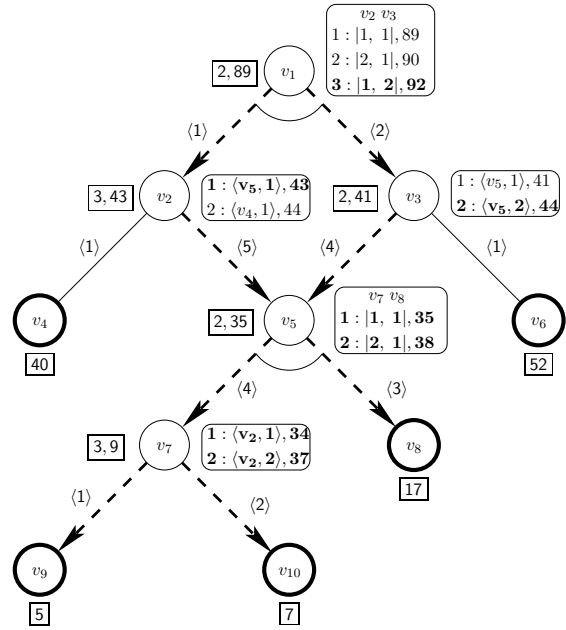 v2 v3
1 : |1, 1|, 89
2 : |2, 1|, 90
3 : |1, 2|, 92
2, 89
v1
⟨1⟩
⟨2⟩
3, 43
v2
1 : ⟨v5, 1⟩, 43
2 : ⟨v4, 1⟩, 44
2, 41
v3
1 : ⟨v5, 1⟩, 41
2 : ⟨v5, 2⟩, 44
⟨1⟩
⟨5⟩
⟨4⟩
⟨1⟩
v4
40
2, 35
v5
v7 v8
1 : |1, 1|, 35
2 : |2, 1|, 38
v6
52
⟨4⟩
⟨3⟩
3, 9
v7
1 : ⟨v2, 1⟩, 34
2 : ⟨v2, 2⟩, 37
v8
17
⟨1⟩
⟨2⟩
v9
5
v10
7